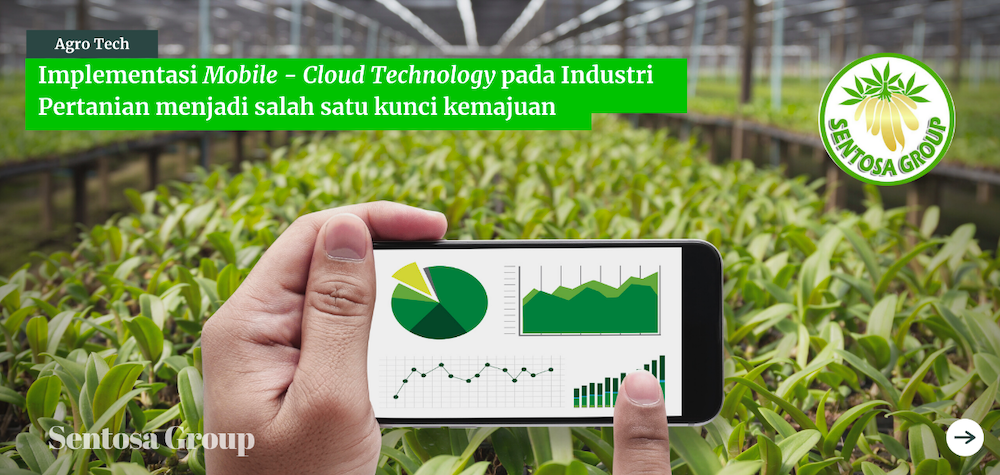 Agro Tech
Implementasi Mobile - Cloud Technology pada Industri
Pertanian menjadi salah satu kunci kemajuan
SENTOSA GROUP
Sentosa Group